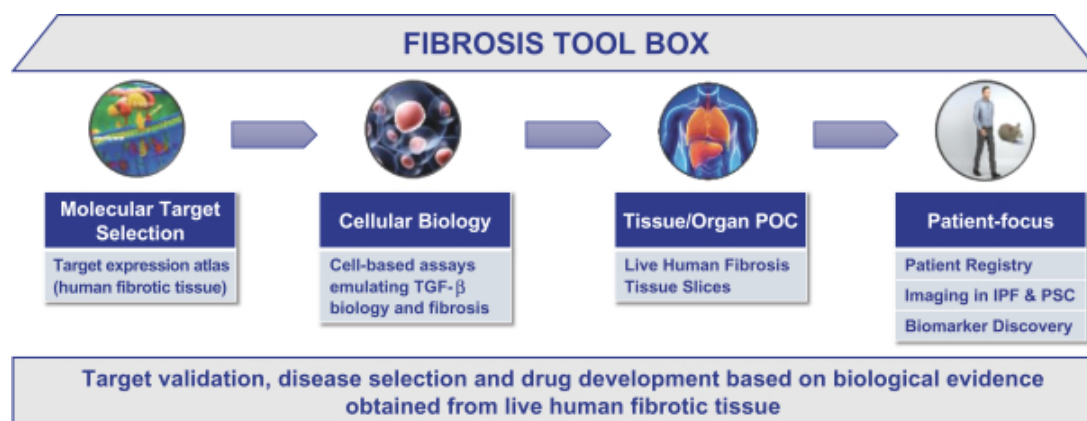 FIBROSIS TOOL BOX
Molecular Target
Selection
Target expression atlas
(human fibrotic tissue)
Cellular Biology
Cell-based assays
emulating TGF-β
biology and fibrosis
Tissue/Organ POC
Live Human Fibrosis
Tissue Slices
Patient-focus
Patient Registry
Imaging in IPF & PSC
Biomarker Discovery
Target validation, disease selection and drug development based on biological evidence
obtained from live human fibrotic tissue